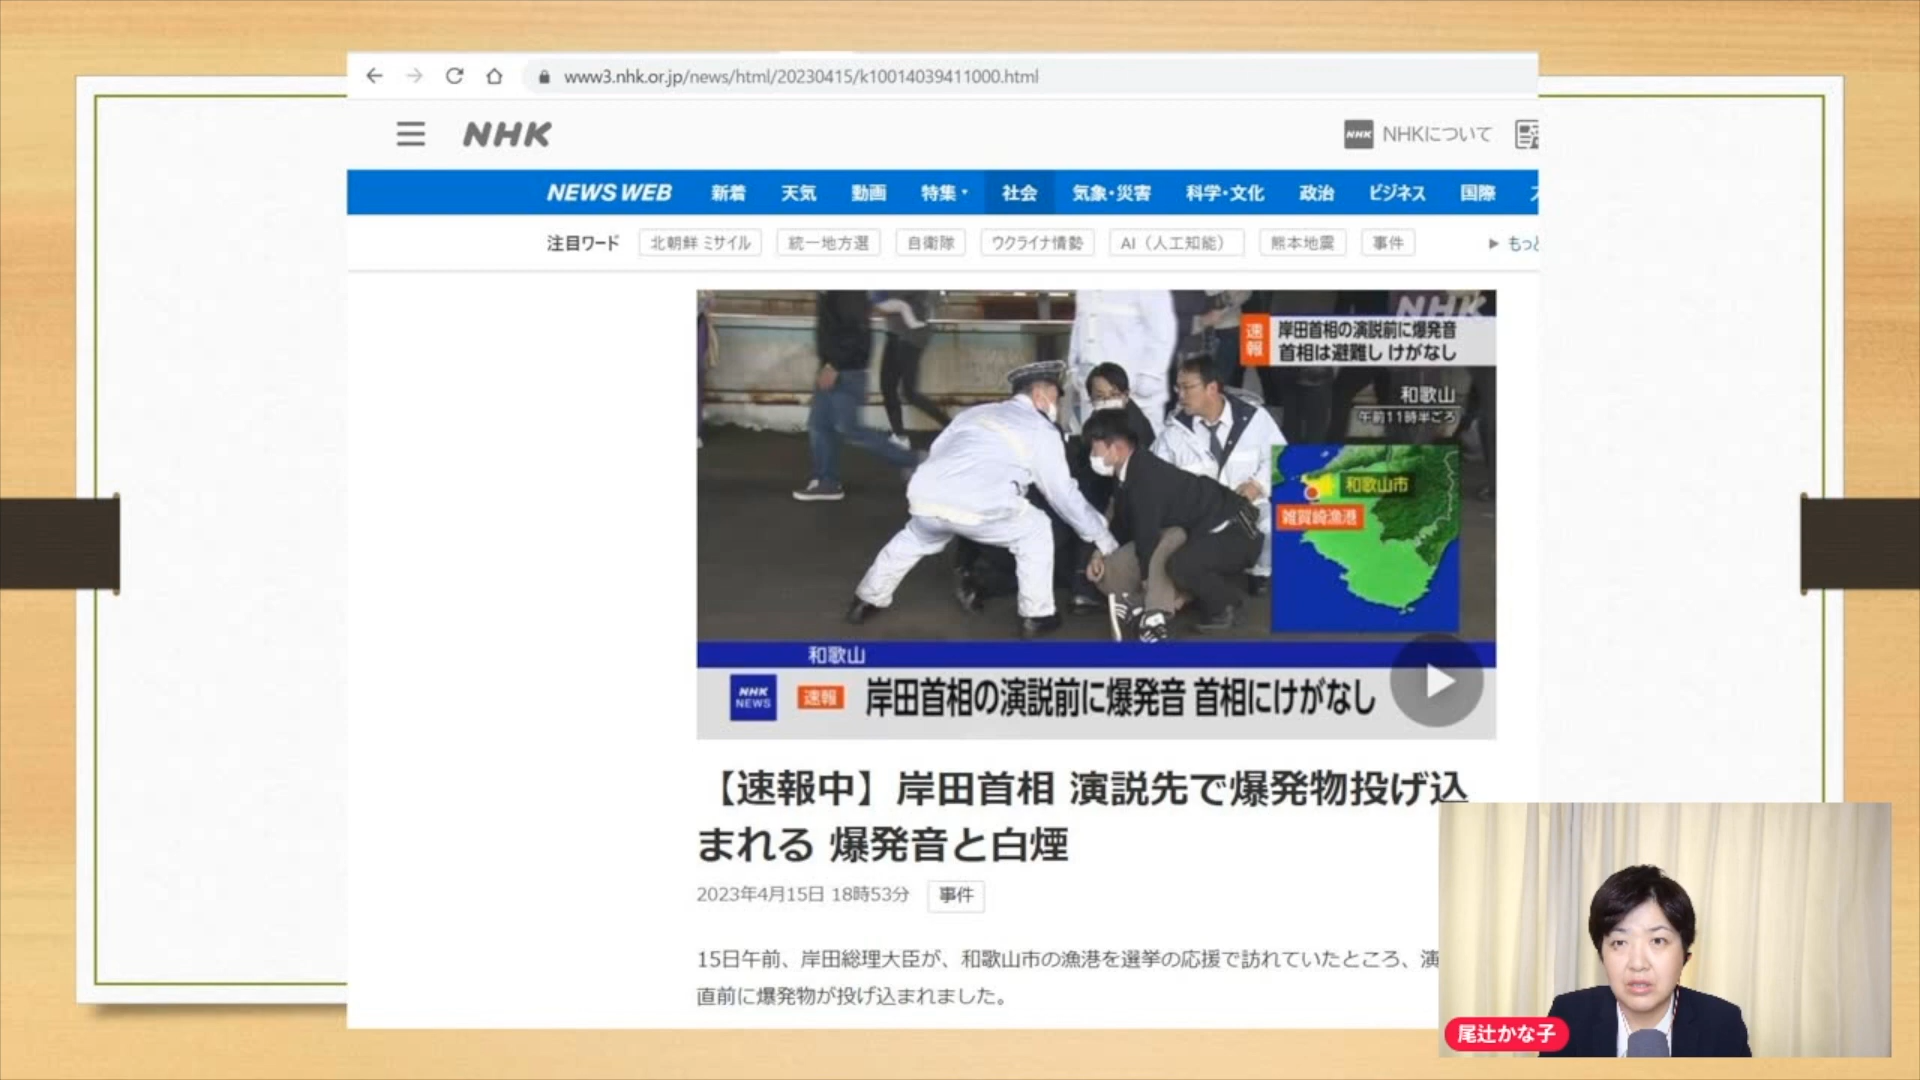 www3.nhk.or.jp/news/html/20230415/k10014039411000.html
NHK
NHK NHKについて
NEWS WEB 新着 天気 動画 特集 社会 気象・災害 科学・文化 政治 ビジネス 国際
注目ワード 北朝鮮 ミサイル 統一地方選 自衛隊 ウクライナ情勢 AI(人工知能) 熊本地震 事件 ▶ もっと
NHK
速報 岸田首相の演説前に爆発音
首相は避難し けがなし
和歌山
午前11時半ごろ
和歌山市
雑賀崎漁港
和歌山
NHK NEWS 速報 岸田首相の演説前に爆発音 首相にけがなし
【速報中】岸田首相 演説先で爆発物投げ込
まれる 爆発音と白煙
2023年4月15日 18時53分 事件
15日午前、岸田総理大臣が、和歌山市の漁港を選挙の応援で訪れていたところ、演
直前に爆発物が投げ込まれました。
尾辻かな子